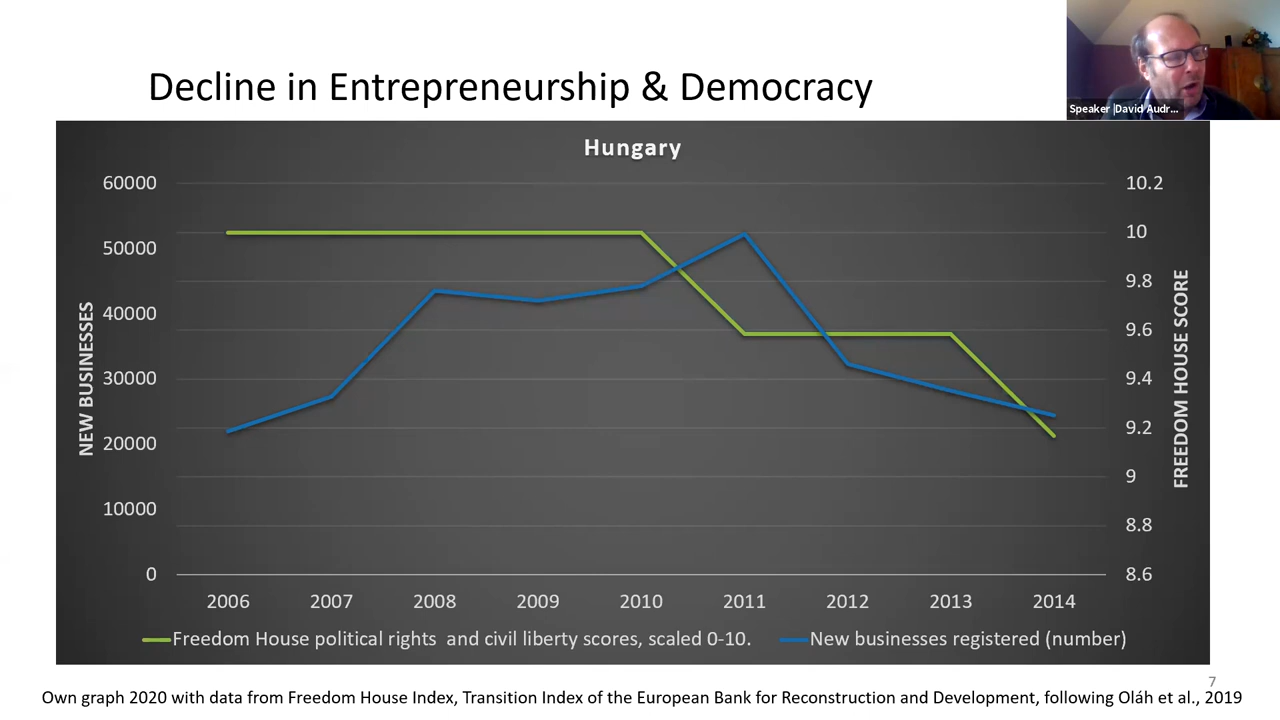 Decline in Entrepreneurship & Democracy
Speaker |David Audr...
Hungary
60000
50000
40000
30000
20000
10000
0
NEW BUSINESSES
10.2
10
9.8
9.6
9.4
9.2
9
8.8
8.6
FREEDOM HOUSE SCORE
2006 2007 2008 2009 2010 2011 2012 2013 2014
Freedom House political rights and civil liberty scores, scaled 0-10. New businesses registered (number)
7
Own graph 2020 with data from Freedom House Index, Transition Index of the European Bank for Reconstruction and Development, following Oláh et al., 2019